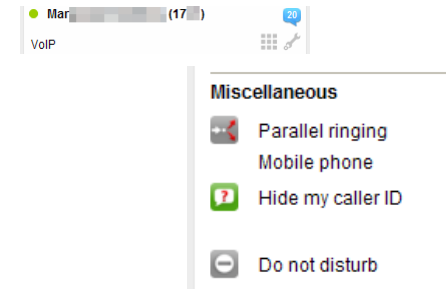 Mar (17 )
20
VoIP
Miscellaneous
Parallel ringing
Mobile phone
Hide my caller ID
Do not disturb